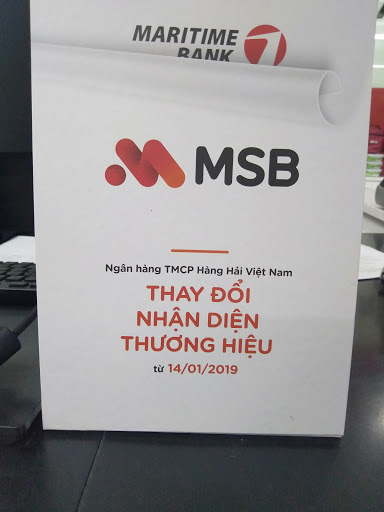 MARITIME
BANK
MSB
Ngân hàng TMCP Hàng Hải Việt Nam
THAY ĐỔI
NHẬN DIỆN
THƯƠNG HIỆU
từ 14/01/2019